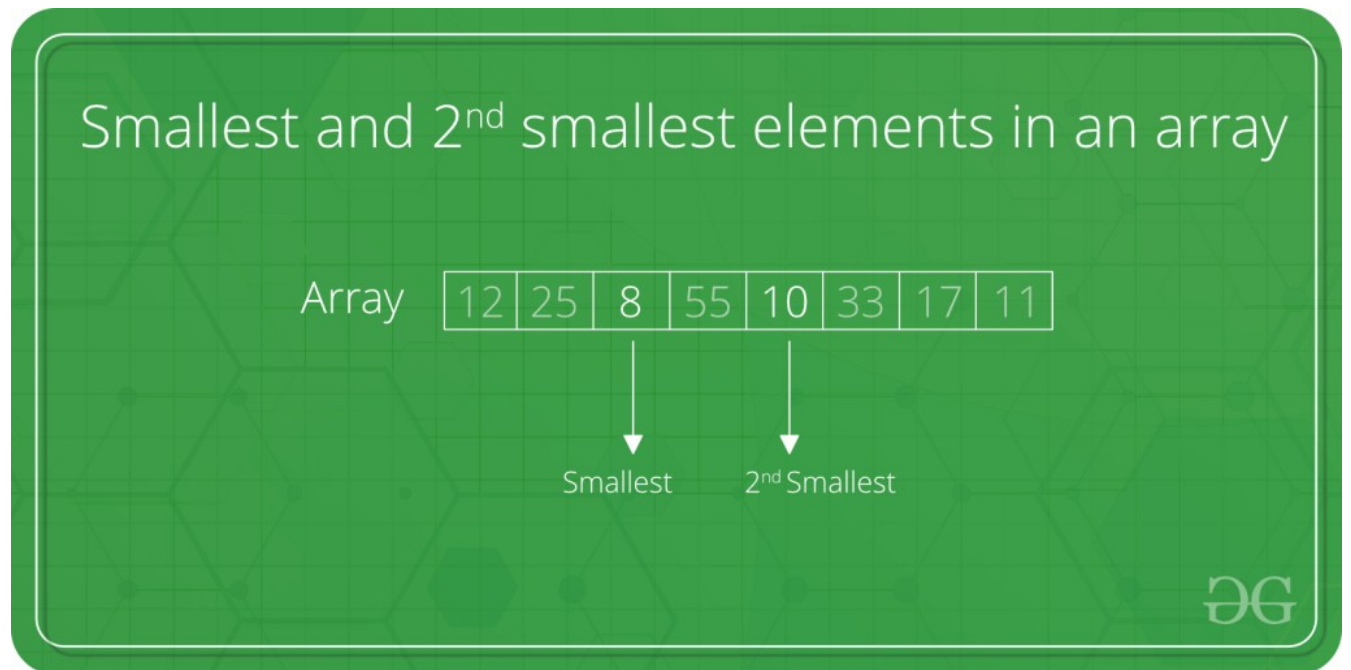 Smallest and 2nd smallest elements in an array
Array 12 25 8 55 10 33 17 11
Smallest 2nd Smallest
GG